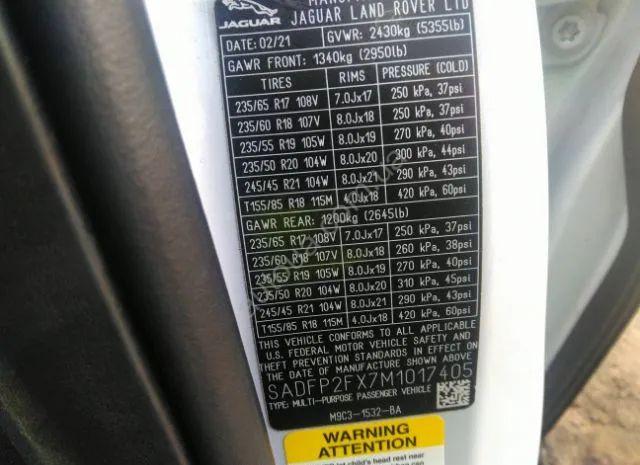 JAGUAR
JAGUAR LAND ROVER LTD
DATE: 02/21 GVWR: 2430kg (5355lb)
GAWR FRONT: 1340kg (2950lb)
TIRES RIMS PRESSURE (COLD)
235/65 R17 108V 7.0Jx17 250 kPa, 37psi
235/60 R18 107V 8.0Jx18 250 kPa, 37psi
235/55 R19 105W 8.0Jx19 270 kPa, 40psi
235/50 R20 104W 8.0Jx20 300 kPa, 44psi
245/45 R21 104W 8.0Jx21 290 kPa, 43psi
T155/85 R18 115M 4.0Jx18 420 kPa, 60psi
GAWR REAR: 1200kg (2645lb)
235/65 R17 108V 7.0Jx17 250 kPa, 37psi
235/60 R18 107V 8.0Jx18 260 kPa, 38psi
235/55 R19 105W 8.0Jx19 270 kPa, 40psi
235/50 R20 104W 8.0Jx20 310 kPa, 45psi
245/45 R21 104W 8.0Jx21 290 kPa, 43psi
T155/85 R18 115M 4.0Jx18 420 kPa, 60psi
THIS VEHICLE CONFORMS TO ALL APPLICABLE
U.S. FEDERAL MOTOR VEHICLE SAFETY
THEFT PREVENTION STANDARDS IN EFFECT ON THE
DATE OF MANUFACTURE SHOWN ABOVE.
SADFP2FX7M1017405
TYPE: MULTI-PURPOSE PASSENGER VEHICLE
M9C3-1532-BA
WARNING
ATTENTION
child's head rest near